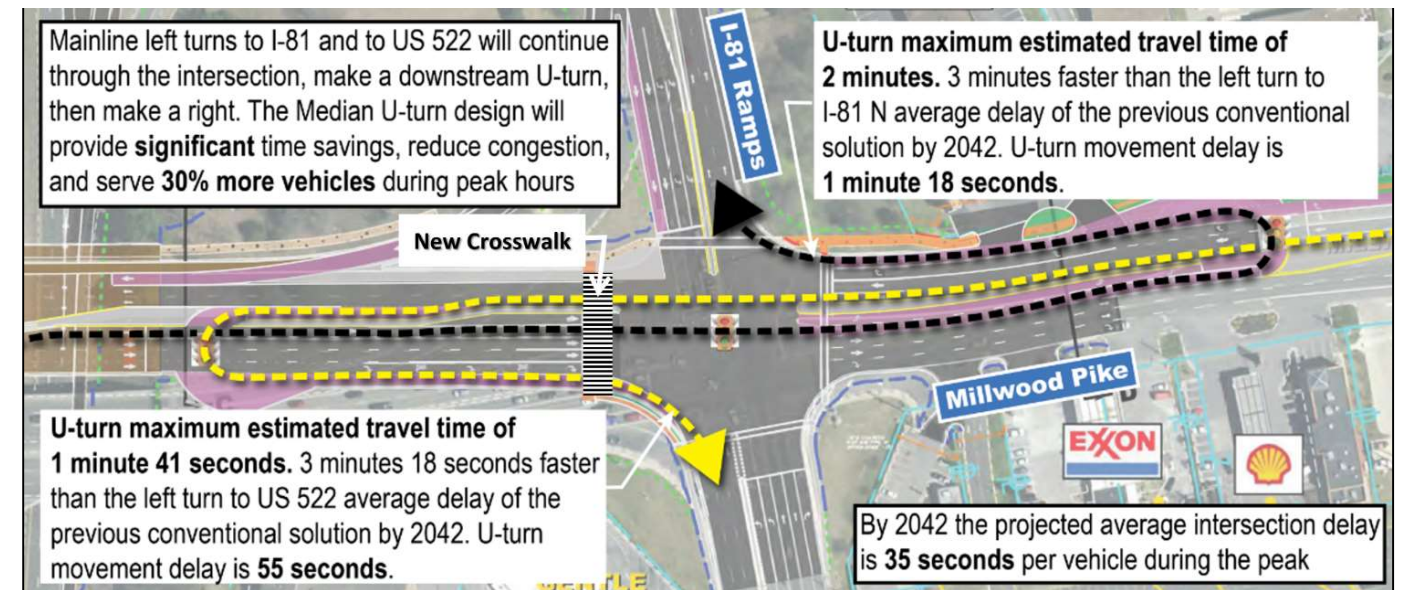 Mainline left turns to I-81 and to US 522 will continue
through the intersection, make a downstream U-turn,
then make a right. The Median U-turn design will
provide significant time savings, reduce congestion,
and serve 30% more vehicles during peak hours
I-81 Ramps
U-turn maximum estimated travel time of
2 minutes. 3 minutes faster than the left turn to
I-81 N average delay of the previous conventional
solution by 2042. U-turn movement delay is
1 minute 18 seconds.
New Crosswalk
Millwood Pike
U-turn maximum estimated travel time of
1 minute 41 seconds. 3 minutes 18 seconds faster
than the left turn to US 522 average delay of the
previous conventional solution by 2042. U-turn
movement delay is 55 seconds.
EXXON
By 2042 the projected average intersection delay
is 35 seconds per vehicle during the peak